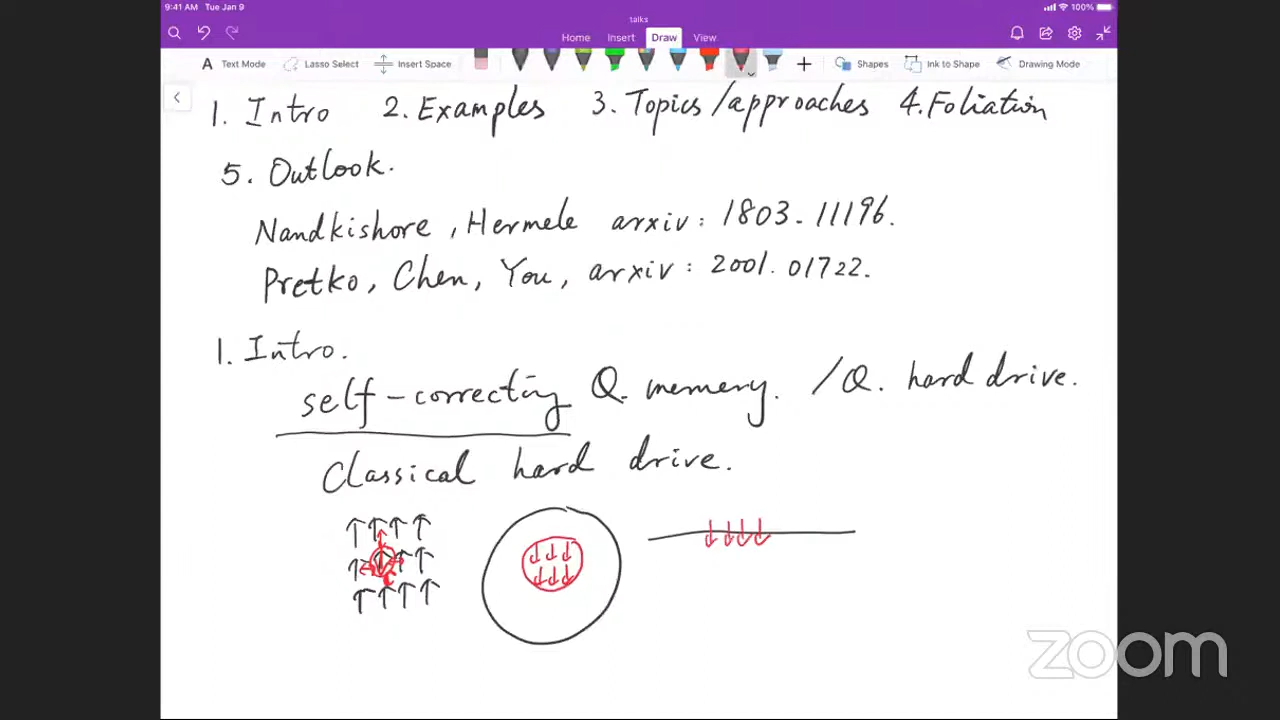 9:41 AM Tue Jan 9
100%
talks
Home Insert Draw View
Text Mode Lasso Select Insert Space Shapes Ink to Shape Drawing Mode
1. Intro 2. Examples 3. Topics/approaches 4. Foliation
5. Outlook.
Nandkishore, Hermele arxiv: 1803.11196.
Pretko, Chen, You, arxiv: 2001.01722.
1. Intro.
self-correcting Q. memery. /Q. hard drive.
Classical hard drive.
zoom